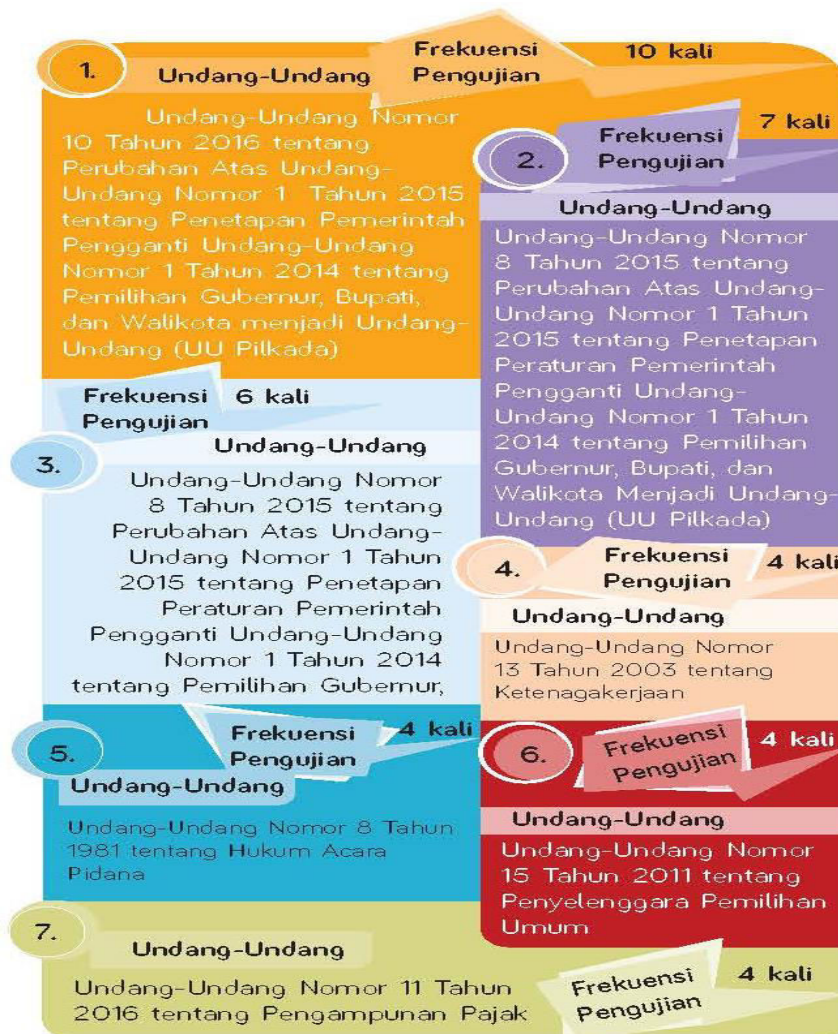 1.
Undang-Undang
Frekuensi
Pengujian
10 kali
Undang-Undang Nomor
10 Tahun 2016 tentang
Perubahan Atas Undang-
Undang Nomor 1 Tahun 2015
tentang Penetapan Pemerintah
Pengganti Undang-Undang
Nomor 1 Tahun 2014 tentang
Pemilihan Gubernur, Bupati,
dan Walikota menjadi Undang-
Undang (UU Pilkada)
2.
Frekuensi
Pengujian
7 kali
Undang-Undang
Undang-Undang Nomor
8 Tahun 2015 tentang
Perubahan Atas Undang-
Undang Nomor 1 Tahun
2015 tentang Penetapan
Peraturan Pemerintah
Pengganti Undang-
Undang Nomor 1 Tahun
2014 tentang Pemilihan
Gubernur, Bupati, dan
Walikota Menjadi Undang-
Undang (UU Pilkada)
3.
Frekuensi
Pengujian
6 kali
Undang-Undang
Undang-Undang Nomor
8 Tahun 2015 tentang
Perubahan Atas Undang-
Undang Nomor 1 Tahun
2015 tentang Penetapan
Peraturan Pemerintah
Pengganti Undang-Undang
Nomor 1 Tahun 2014
tentang Pemilihan Gubernur,
4.
Frekuensi
Pengujian
4 kali
Undang-Undang
Undang-Undang Nomor
13 Tahun 2003 tentang
Ketenagakerjaan
5.
Frekuensi
Pengujian
4 kali
Undang-Undang
Undang-Undang Nomor 8 Tahun
1981 tentang Hukum Acara
Pidana
6.
Frekuensi
Pengujian
4 kali
Undang-Undang
Undang-Undang Nomor
15 Tahun 2011 tentang
Penyelenggara Pemilihan
Umum
7.
Undang-Undang
Undang-Undang Nomor 11 Tahun
2016 tentang Pengampunan Pajak
Frekuensi
Pengujian
4 kali